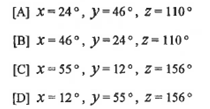 [A] x = 24°, y = 46°, z = 110°
[B] x = 46°, y = 24°, z = 110°
[C] x = 55°, y = 12°, z = 156°
[D] x = 12°, y = 55°, z = 156°